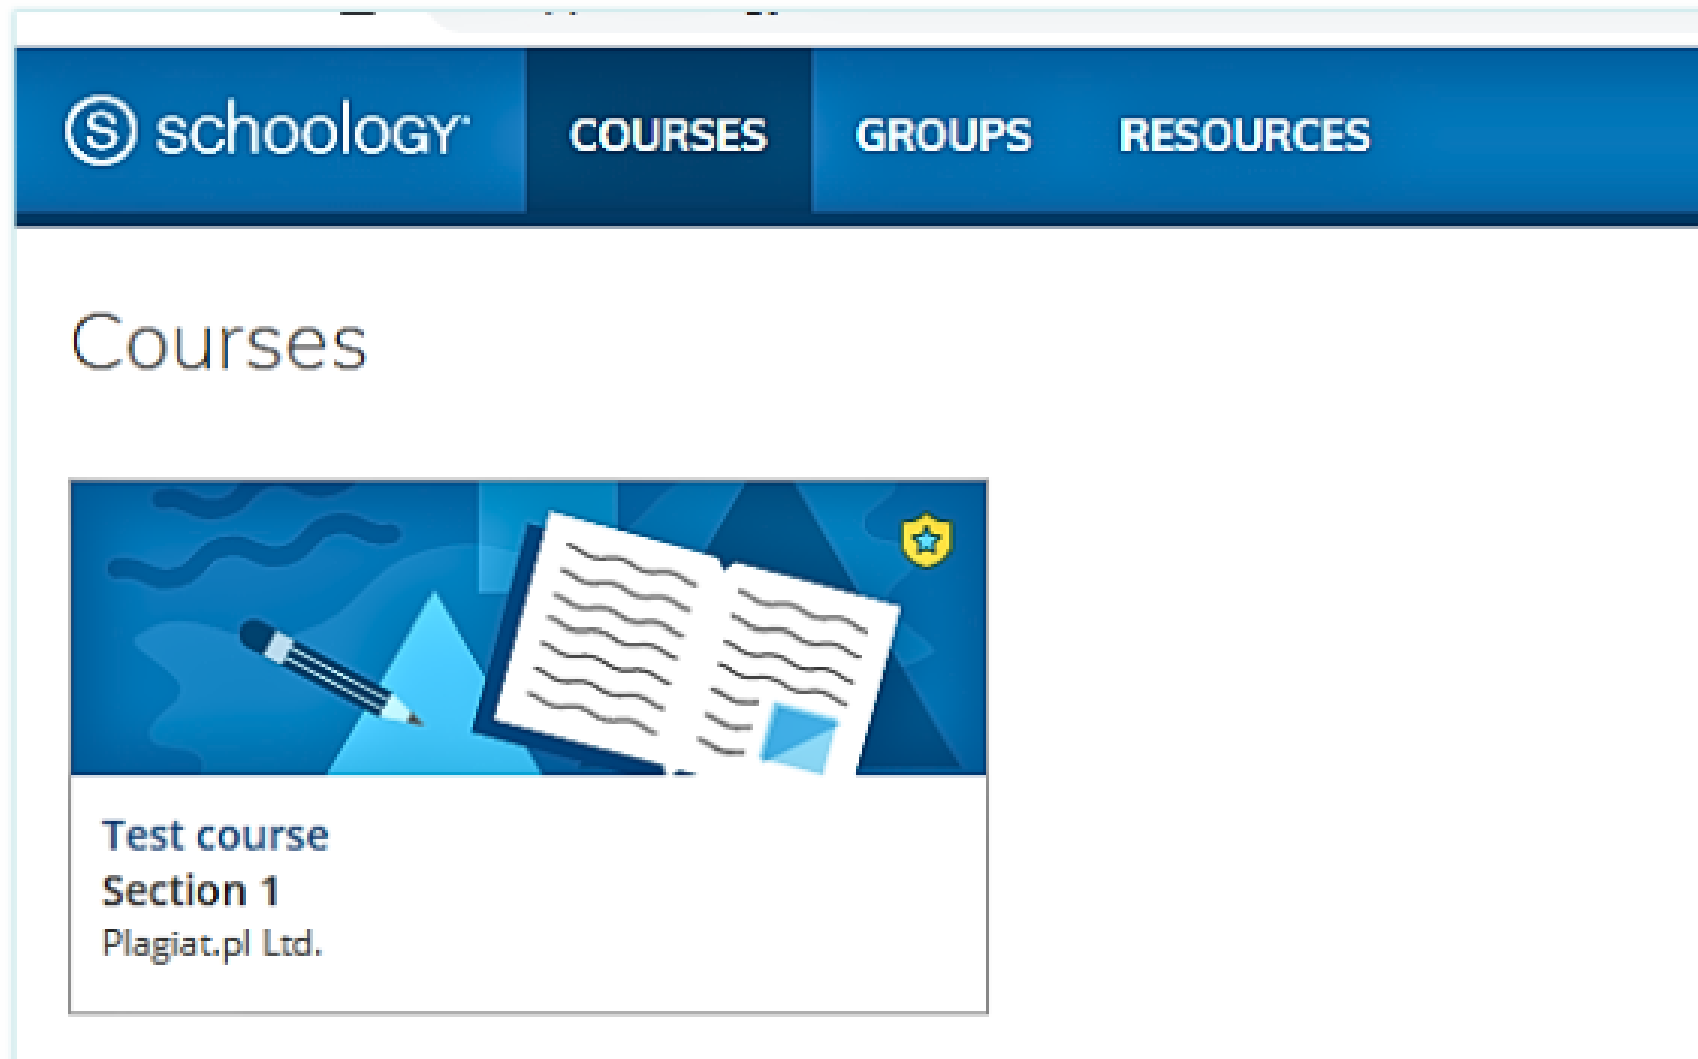 S schooloGY
COURSES
GROUPS
RESOURCES
Courses
Test course
Section 1
Plagiat.pl Ltd.